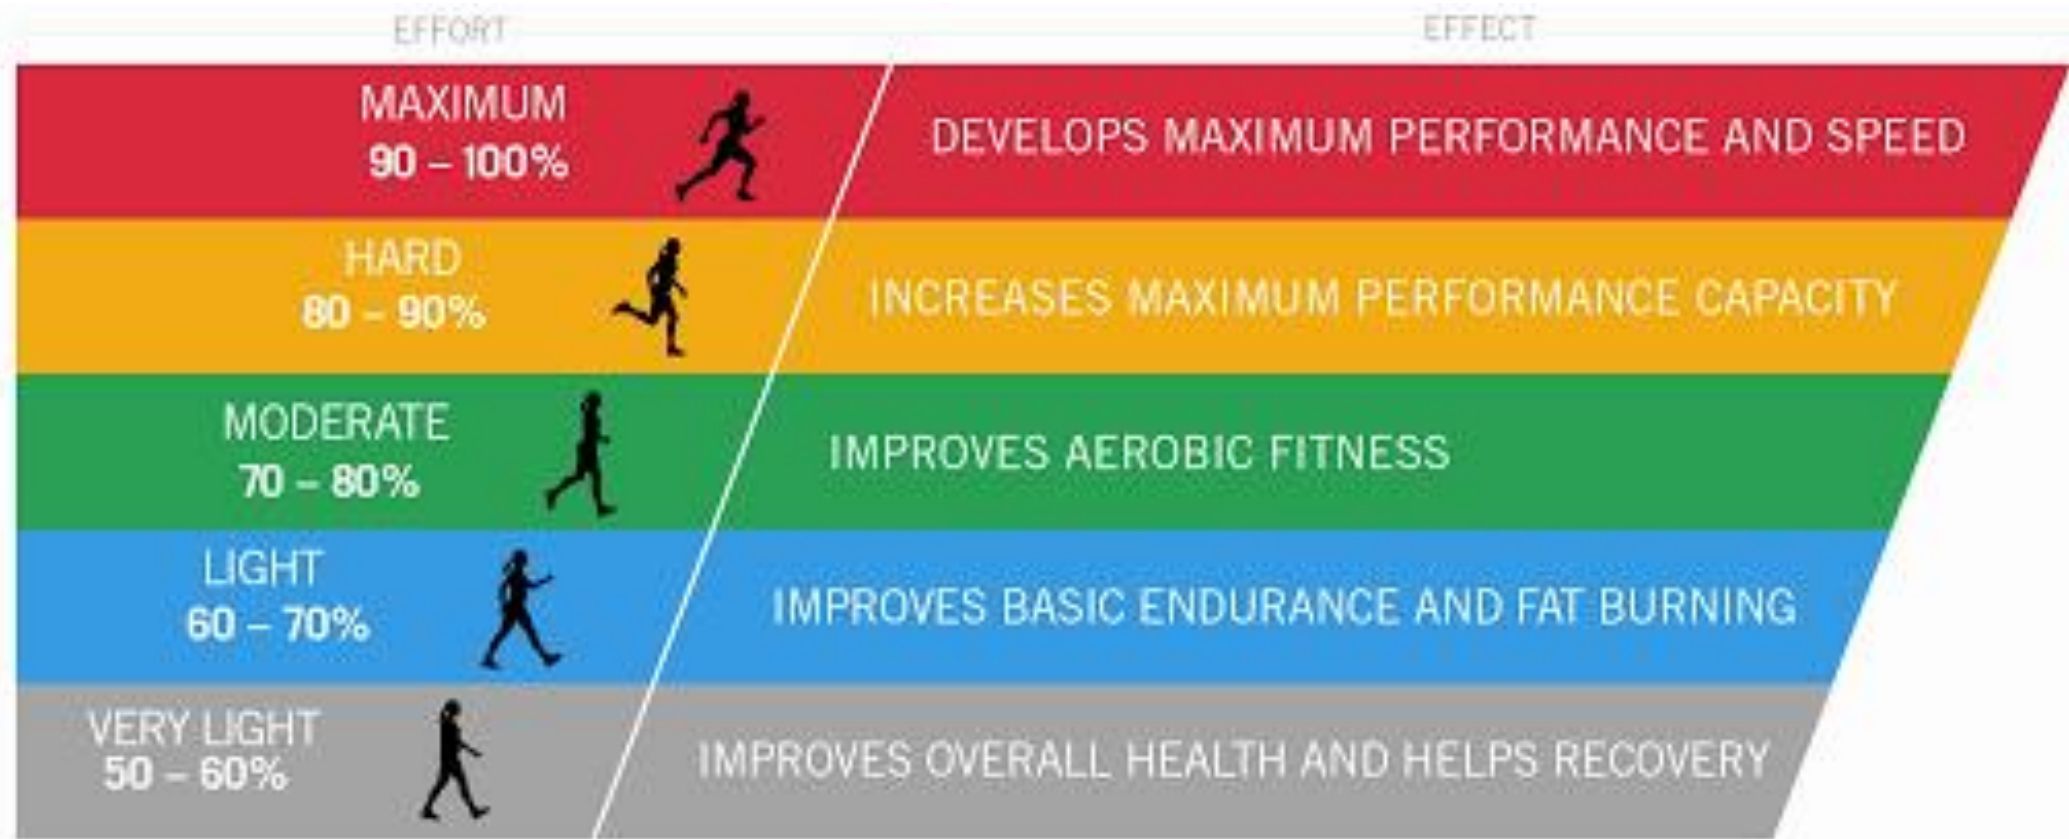 EFFORT
EFFECT
MAXIMUM
90 – 100%
DEVELOPS MAXIMUM PERFORMANCE AND SPEED
HARD
80 – 90%
INCREASES MAXIMUM PERFORMANCE CAPACITY
MODERATE
70 – 80%
IMPROVES AEROBIC FITNESS
LIGHT
60 – 70%
IMPROVES BASIC ENDURANCE AND FAT BURNING
VERY LIGHT
50 – 60%
IMPROVES OVERALL HEALTH AND HELPS RECOVERY